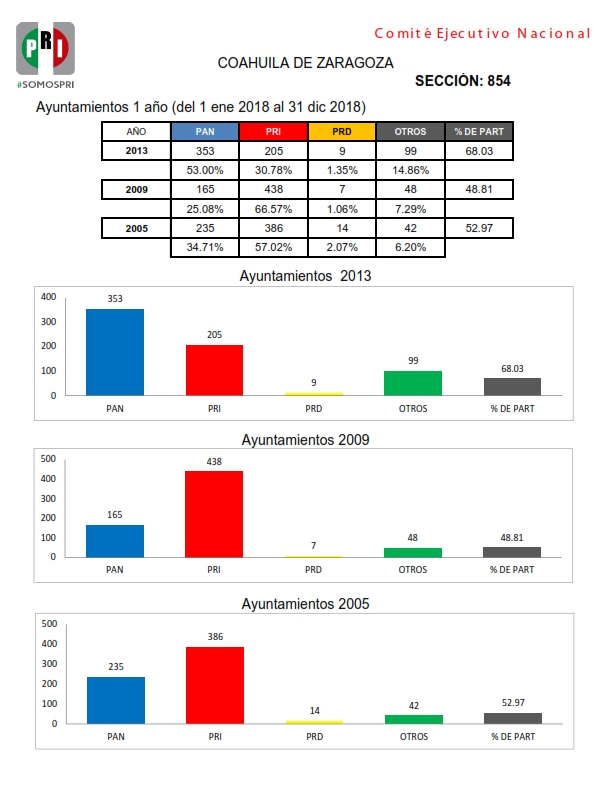 PRI
#SOMOSPRI
Comité Ejecutivo Nacional
COAHUILA DE ZARAGOZA
SECCIÓN: 854
Ayuntamientos 1 año (del 1 ene 2018 al 31 dic 2018)
AÑO PAN PRI PRD OTROS % DE PART
2013 353 205 9 99 68.03
53.00% 30.78% 1.35% 14.86%
2009 165 438 7 48 48.81
25.08% 66.57% 1.06% 7.29%
2005 235 386 14 42 52.97
34.71% 57.02% 2.07% 6.20%
Ayuntamientos 2013
400
300
200
100
0
353
205
9
99
68.03
PAN PRI PRD OTROS % DE PART
Ayuntamientos 2009
500
400
300
200
100
0
165
438
7
48
48.81
PAN PRI PRD OTROS % DE PART
Ayuntamientos 2005
500
400
300
200
100
0
235
386
14
42
52.97
PAN PRI PRD OTROS % DE PART